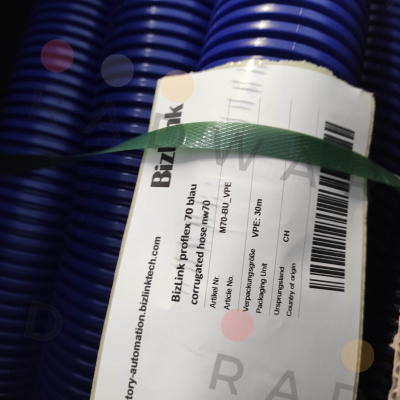 BizLink
BizLink proflex 70 blau
corrugated hose nw70
Artikel Nr.
Article No.
M70-BU_VPE
Verpackungsgröße
Packaging Unit
VPE: 30m
Ursprungsland
Country of origin
CH
tory-automation.bizlinktech.com